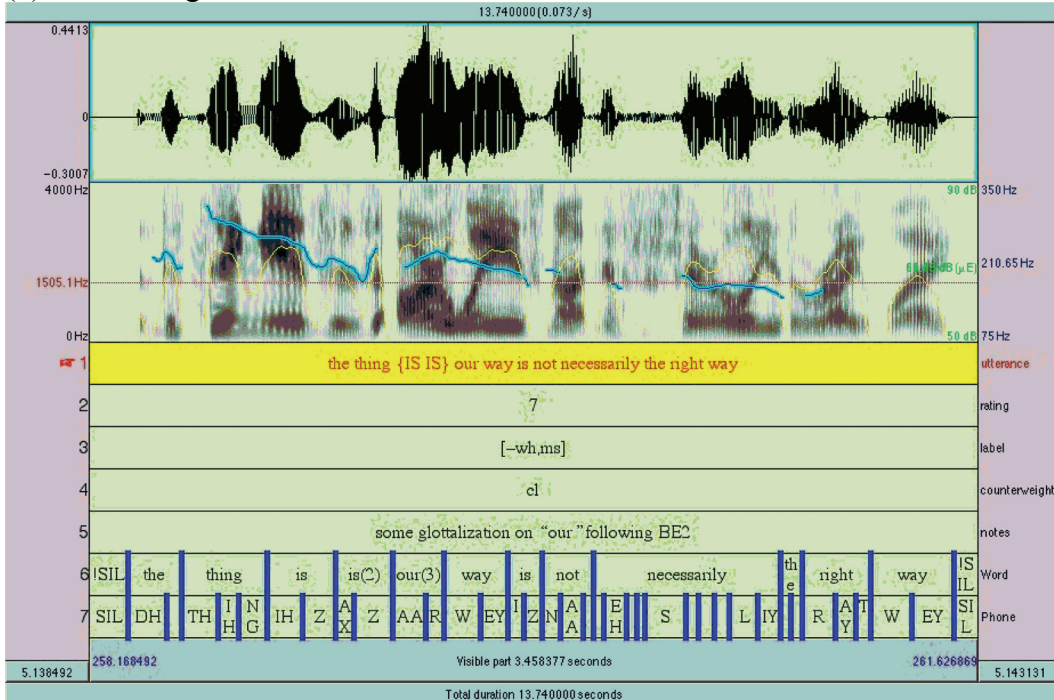 13.740000(0.073/s)
0.4413
0
-0.3007
4000Hz 90 dB 350Hz
210.65Hz
dB(µE)
1505.1Hz
0Hz 50 dB 75Hz
1 the thing {IS IS} our way is not necessarily the right way utterance
2 7 rating
3 [-wh,ms] label
4 cl counterweight
5 some glottalization on "our "following BE2 notes
6 !SIL the thing is is(2) our(3) way is not necessarily the right way !SIL Word
7 SIL DH TH IH NG IH Z AX Z AA R W EY I Z N AA EH S L IY R AY T W EY SIL Phone
258.168492 Visible part 3.458377 seconds 261.626869
5.138492 5.143131
Total duration 13.740000 seconds